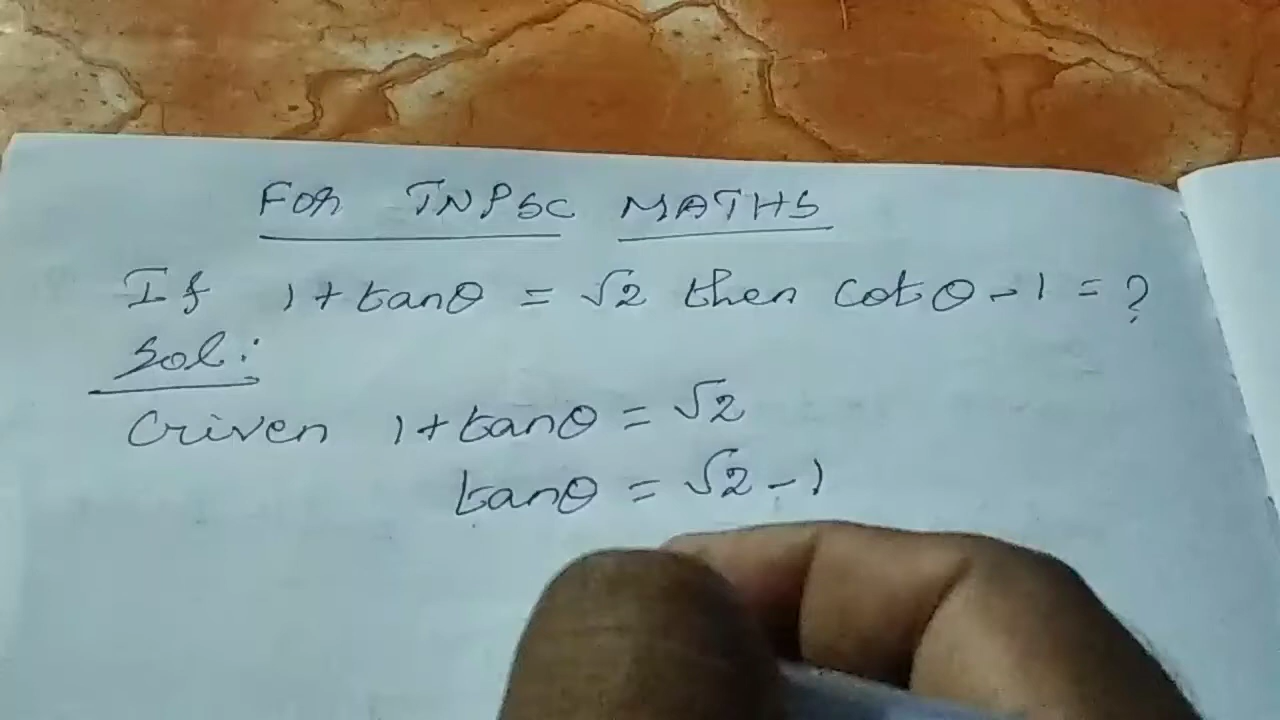 FOR TNPSC MATHS
If 1+tanθ = √2 then cotθ-1 = ?
Sol:
Given 1+tanθ = √2
tanθ = √2-1